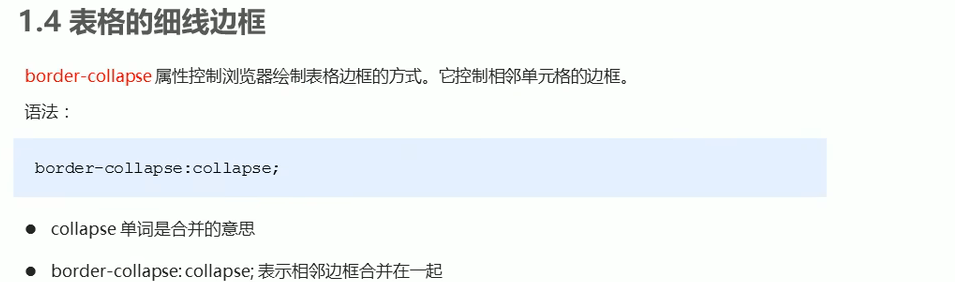 1.4 表格的细线边框
border-collapse 属性控制浏览器绘制表格边框的方式。它控制相邻单元格的边框。
语法：
border-collapse:collapse;
● collapse 单词是合并的意思
● border-collapse: collapse; 表示相邻边框合并在一起